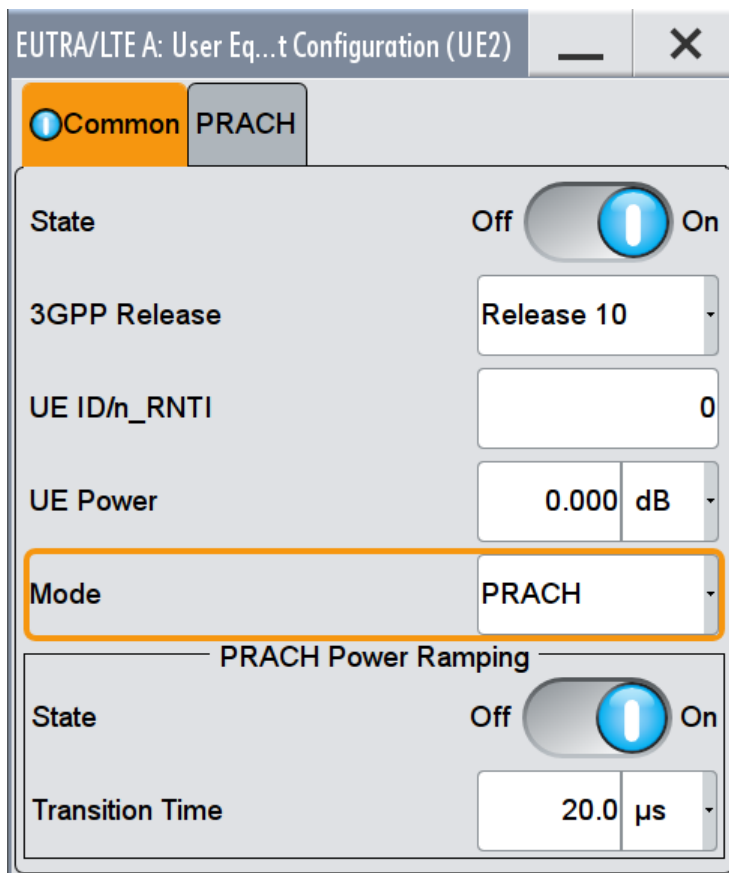 EUTRA/LTE A: User Eq...t Configuration (UE2)
Common PRACH
State Off On
3GPP Release Release 10
UE ID/n_RNTI 0
UE Power 0.000 dB
Mode PRACH
PRACH Power Ramping
State Off On
Transition Time 20.0 µs